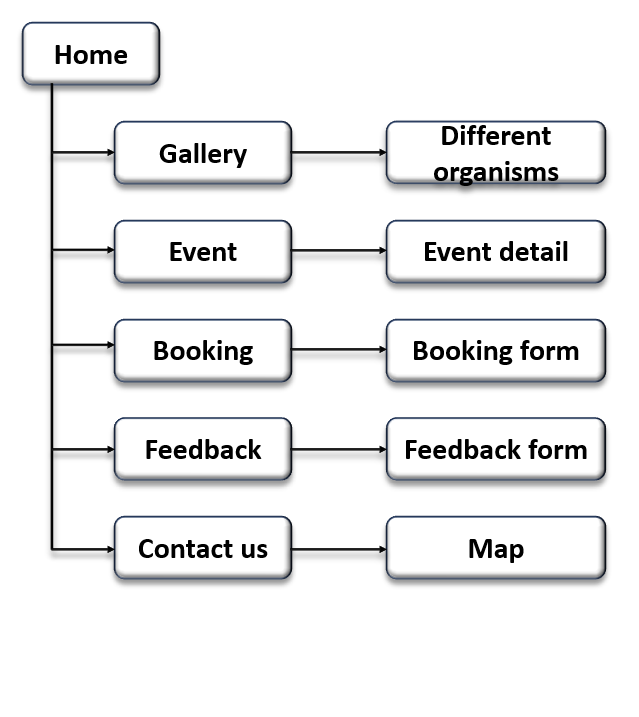 Home
Gallery
Different
organisms
Event
Event detail
Booking
Booking form
Feedback
Feedback form
Contact us
Map